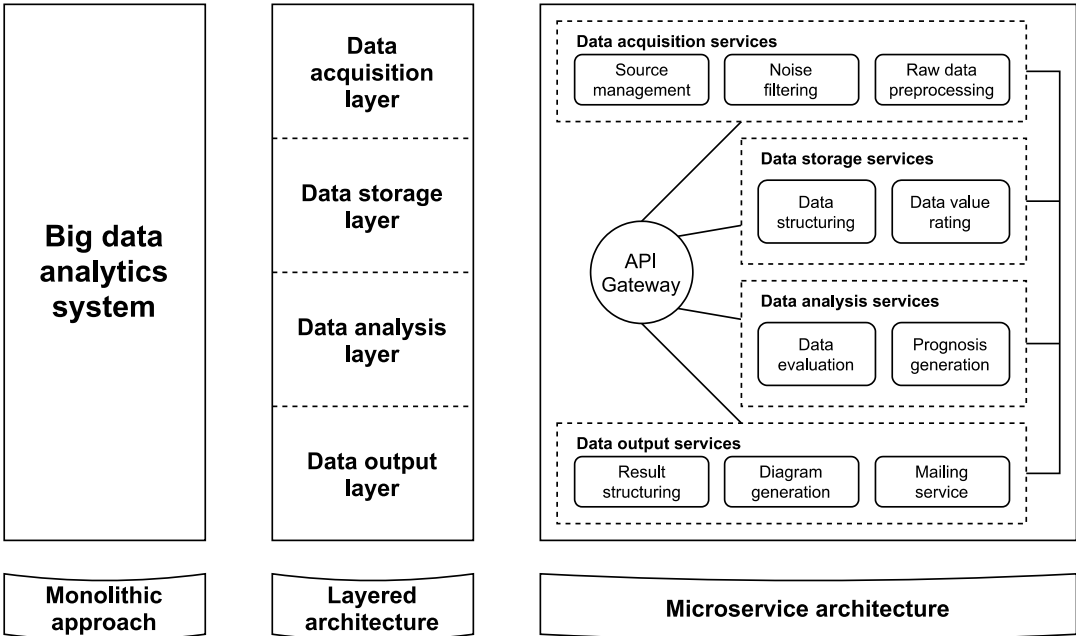 Big data
analytics
system
Monolithic
approach
Data
acquisition
layer
Data storage
layer
Data analysis
layer
Data output
layer
Layered
architecture
Data acquisition services
Source
management
Noise
filtering
Raw data
preprocessing
Data storage services
Data
structuring
Data value
rating
API
Gateway
Data analysis services
Data
evaluation
Prognosis
generation
Data output services
Result
structuring
Diagram
generation
Mailing
service
Microservice architecture